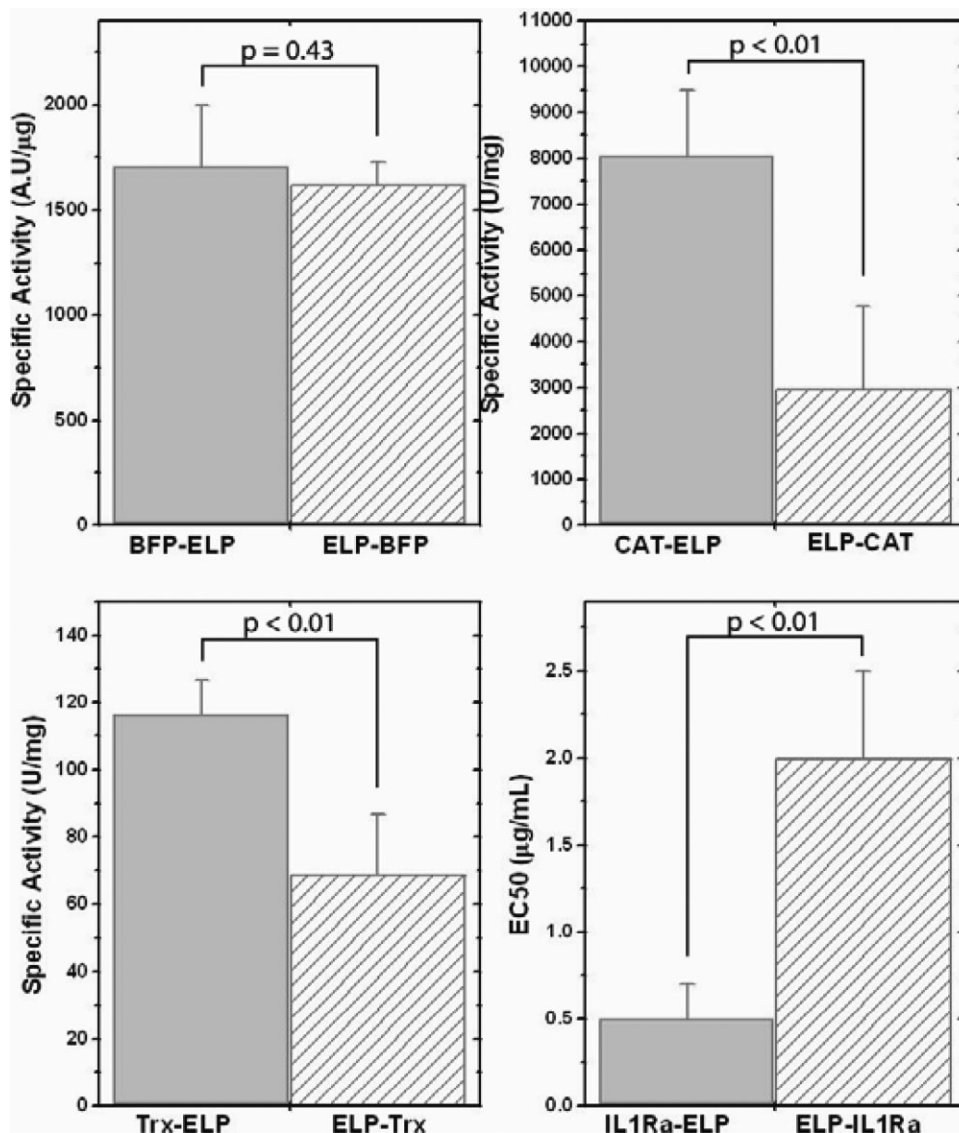 p = 0.43
2000
1500
1000
500
0
Specific Activity (A.U/μg)
BFP-ELP
ELP-BFP
p < 0.01
11000
10000
9000
8000
7000
6000
5000
4000
3000
2000
1000
0
Specific Activity (U/mg)
CAT-ELP
ELP-CAT
p < 0.01
140
120
100
80
60
40
20
0
Specific Activity (U/mg)
Trx-ELP
ELP-Trx
p < 0.01
2.5
2.0
1.5
1.0
0.5
0.0
EC50 (μg/mL)
IL1Ra-ELP
ELP-IL1Ra